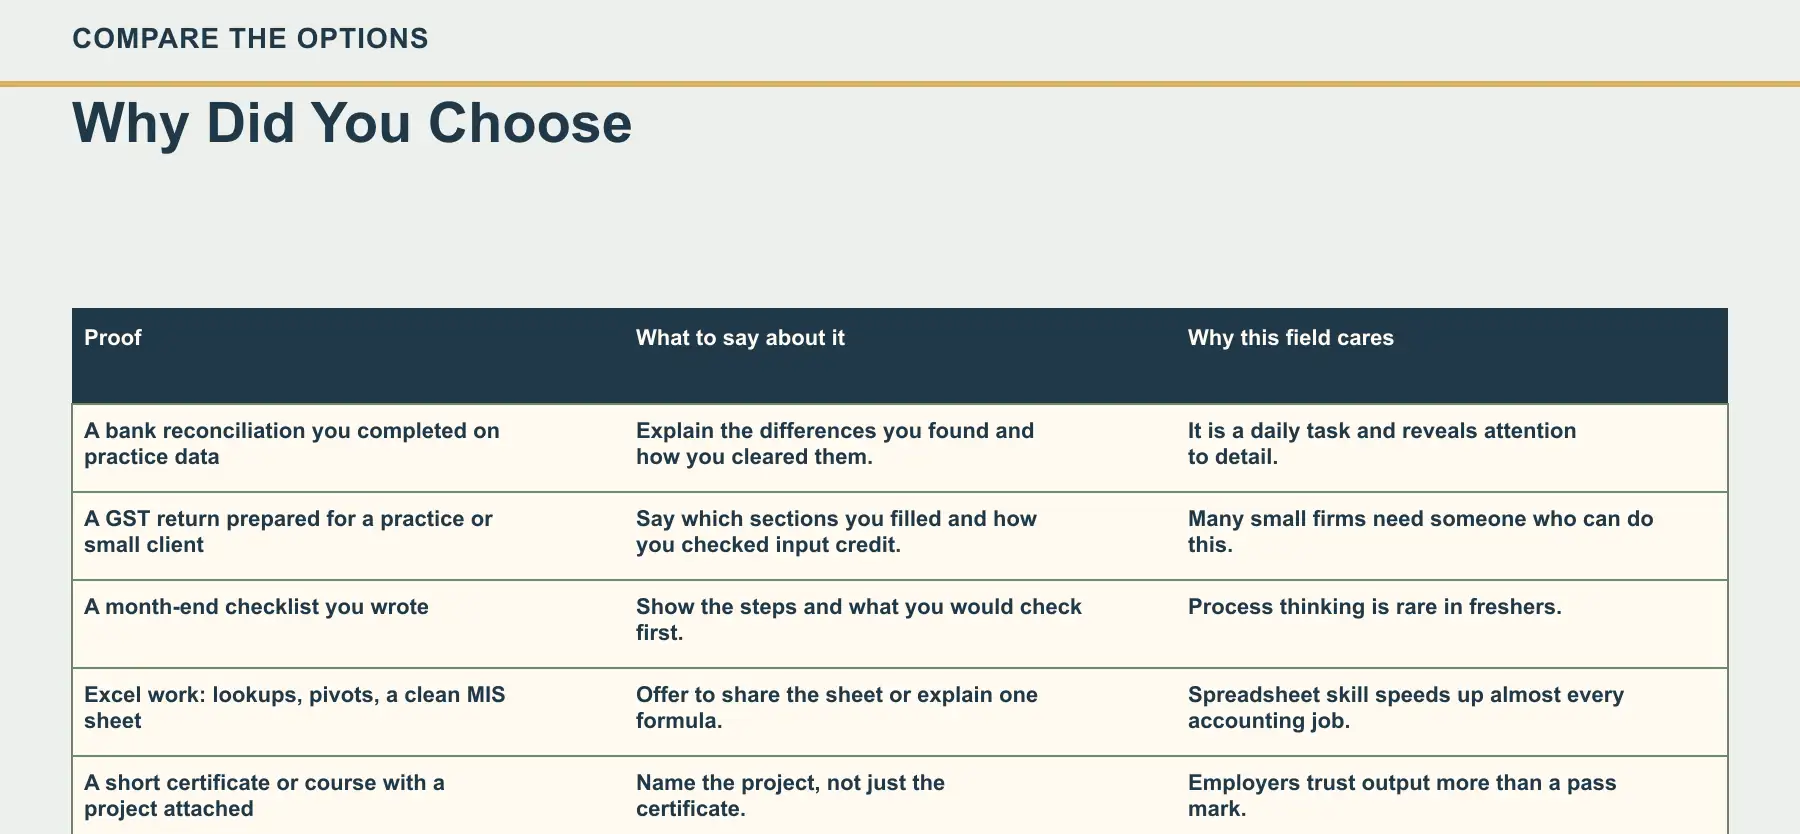 COMPARE THE OPTIONS
Why Did You Choose
Proof
What to say about it
Why this field cares
A bank reconciliation you completed on
practice data
Explain the differences you found and
how you cleared them.
It is a daily task and reveals attention
to detail.
A GST return prepared for a practice or
small client
Say which sections you filled and how
you checked input credit.
Many small firms need someone who can do
this.
A month-end checklist you wrote
Show the steps and what you would check
first.
Process thinking is rare in freshers.
Excel work: lookups, pivots, a clean MIS
sheet
Offer to share the sheet or explain one
formula.
Spreadsheet skill speeds up almost every
accounting job.
A short certificate or course with a
project attached
Name the project, not just the
certificate.
Employers trust output more than a pass
mark.